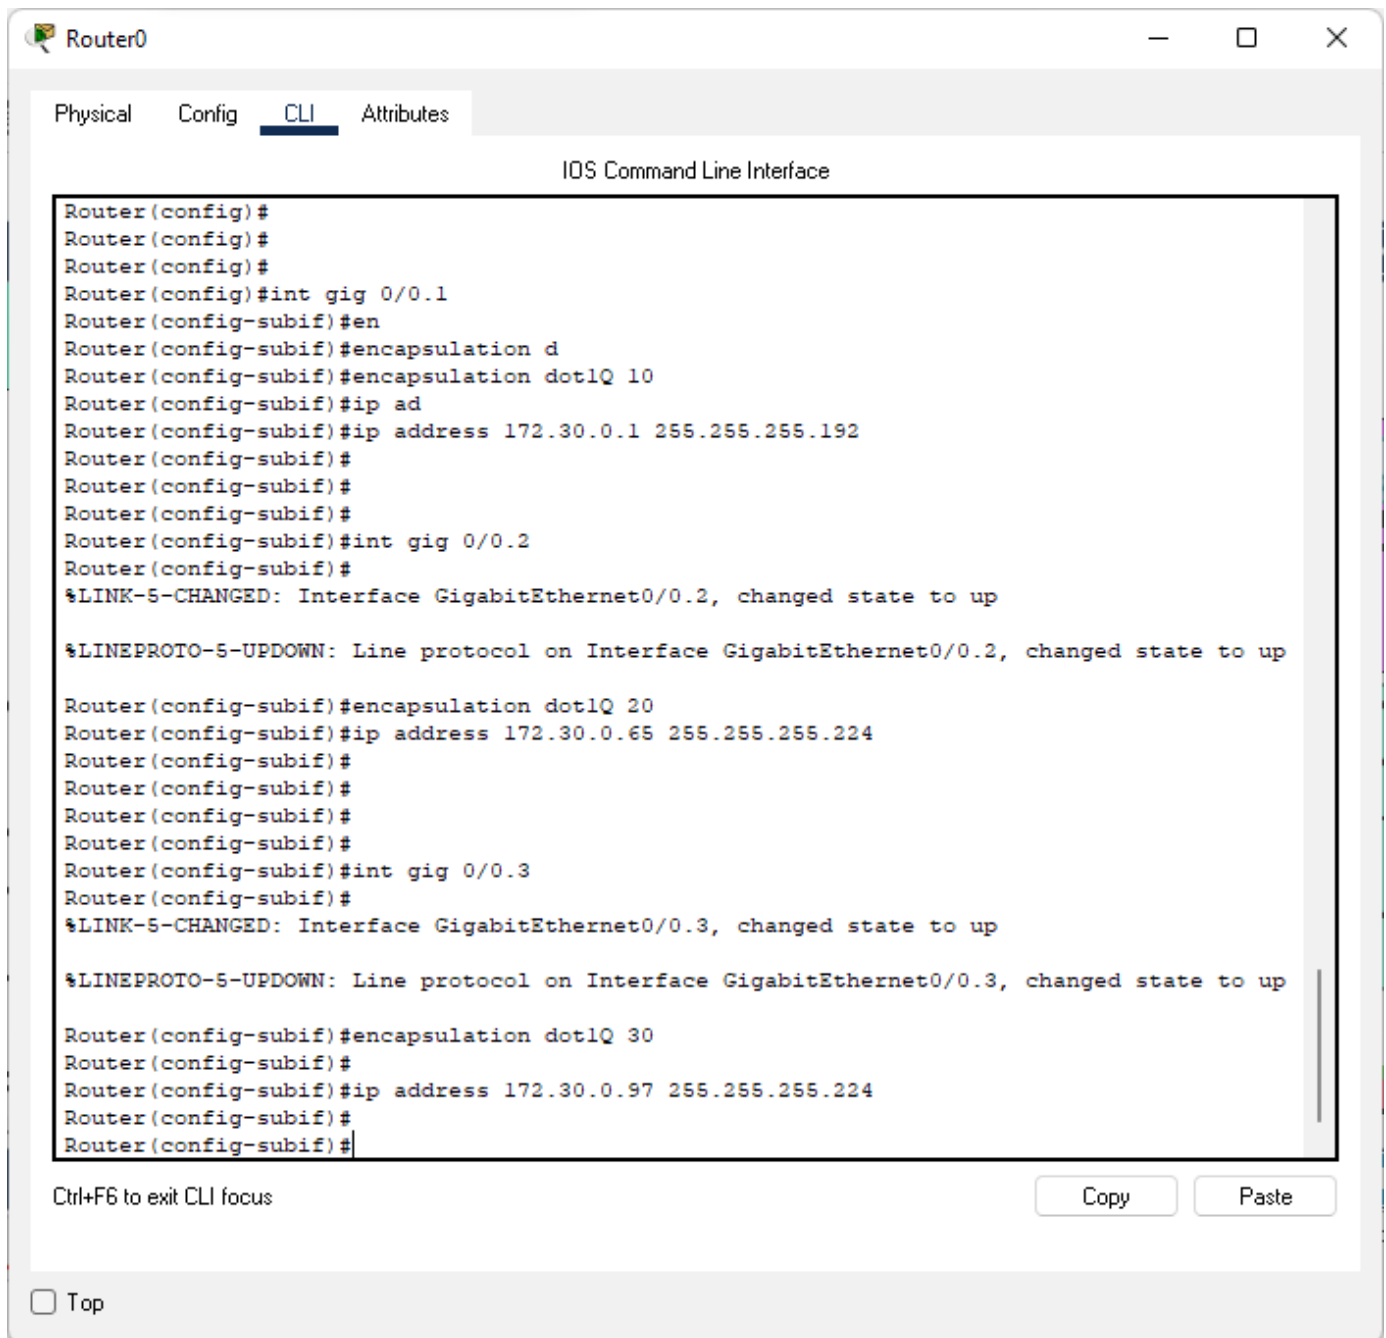 Router0
Physical Config CLI Attributes
IOS Command Line Interface
Router(config)#
Router(config)#
Router(config)#
Router(config)#int gig 0/0.1
Router(config-subif)#en
Router(config-subif)#encapsulation d
Router(config-subif)#encapsulation dot1Q 10
Router(config-subif)#ip ad
Router(config-subif)#ip address 172.30.0.1 255.255.255.192
Router(config-subif)#
Router(config-subif)#
Router(config-subif)#
Router(config-subif)#int gig 0/0.2
Router(config-subif)#
%LINK-5-CHANGED: Interface GigabitEthernet0/0.2, changed state to up
%LINEPROTO-5-UPDOWN: Line protocol on Interface GigabitEthernet0/0.2, changed state to up
Router(config-subif)#encapsulation dot1Q 20
Router(config-subif)#ip address 172.30.0.65 255.255.255.224
Router(config-subif)#
Router(config-subif)#
Router(config-subif)#
Router(config-subif)#
Router(config-subif)#int gig 0/0.3
Router(config-subif)#
%LINK-5-CHANGED: Interface GigabitEthernet0/0.3, changed state to up
%LINEPROTO-5-UPDOWN: Line protocol on Interface GigabitEthernet0/0.3, changed state to up
Router(config-subif)#encapsulation dot1Q 30
Router(config-subif)#
Router(config-subif)#ip address 172.30.0.97 255.255.255.224
Router(config-subif)#
Router(config-subif)#
Ctrl+F6 to exit CLI focus
Copy Paste
Top